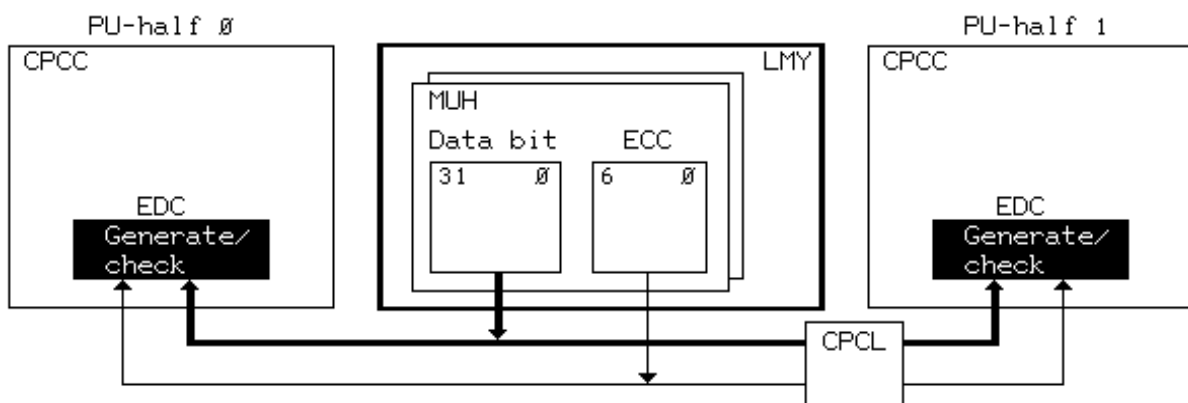 PU-half Ø
PU-half 1
CPCC
LMY
CPCC
MUH
Data bit
ECC
31 Ø
6 Ø
EDC
EDC
Generate/
check
Generate/
check
CPCL